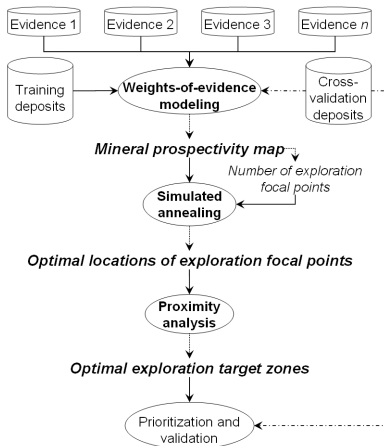 Evidence 1 Evidence 2 Evidence 3 Evidence n
Training
deposits
Weights-of-evidence
modeling
Cross-
validation
deposits
Mineral prospectivity map
Number of exploration
focal points
Simulated
annealing
Optimal locations of exploration focal points
Proximity
analysis
Optimal exploration target zones
Prioritization and
validation